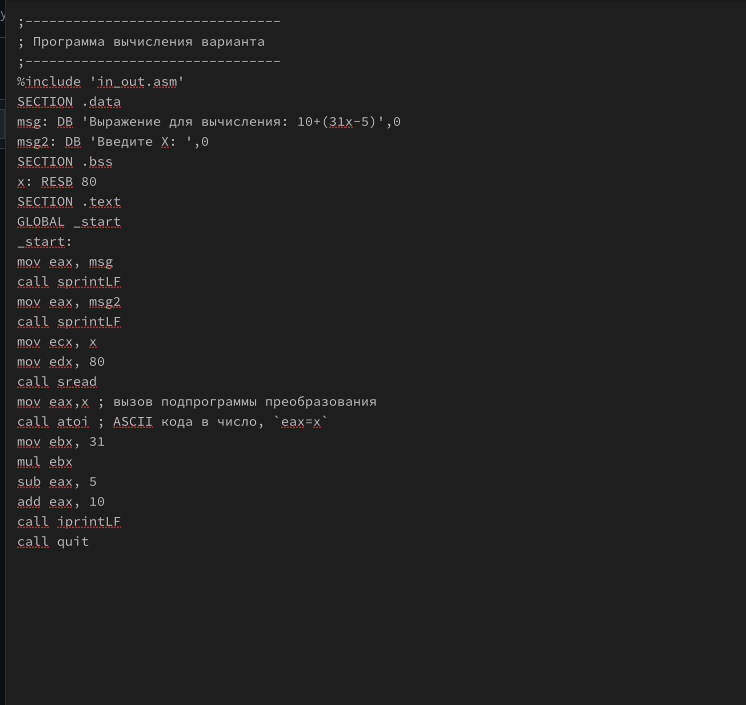 ;--------------------------------
; Программа вычисления варианта
;--------------------------------
%include 'in_out.asm'
SECTION .data
msg: DB 'Выражение для вычисления: 10+(31x-5)',0
msg2: DB 'Введите X: ',0
SECTION .bss
x: RESB 80
SECTION .text
GLOBAL _start
_start:
mov eax, msg
call sprintLF
mov eax, msg2
call sprintLF
mov ecx, x
mov edx, 80
call sread
mov eax,x ; вызов подпрограммы преобразования
call atoi ; ASCII кода в число, `eax=x`
mov ebx, 31
mul ebx
sub eax, 5
add eax, 10
call iprintLF
call quit